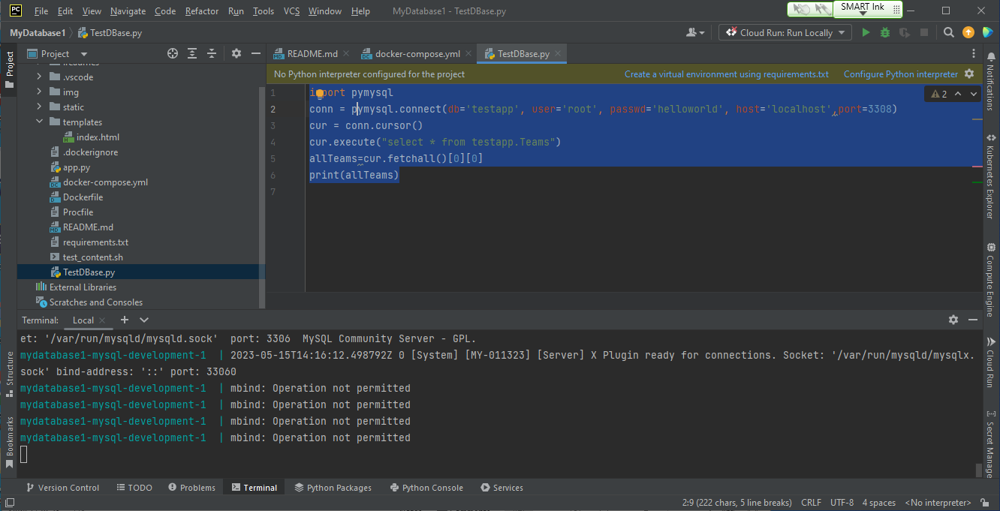 PC File Edit View Navigate Code Refactor Run Tools VCS Window Help MyDatabase1 - TestDBase.py SMART Ink
MyDatabase1 TestDBase.py Cloud Run: Run Locally
Project
Project
README.md docker-compose.yml TestDBase.py
.vscode
img
static
templates
index.html
.dockerignore
app.py
docker-compose.yml
Dockerfile
Procfile
README.md
requirements.txt
test_content.sh
TestDBase.py
External Libraries
Scratches and Consoles
No Python interpreter configured for the project Create a virtual environment using requirements.txt Configure Python interpreter
2
1 import pymysql
2 conn = pymysql.connect(db='testapp', user='root', passwd='helloworld', host='localhost',port=3308)
3 cur = conn.cursor()
4 cur.execute("select * from testapp.Teams")
5 allTeams=cur.fetchall()[0][0]
6 print(allTeams)
7
Notifications
Kubernetes Explorer
Compute Engine
Cloud Run
Secret Manage
Structure
Bookmarks
Terminal: Local
et: '/var/run/mysqld/mysqld.sock'  port: 3306  MySQL Community Server - GPL.
mydatabase1-mysql-development-1  | 2023-05-15T14:16:12.498792Z 0 [System] [MY-011323] [Server] X Plugin ready for connections. Socket: '/var/run/mysqld/mysqlx.
sock' bind-address: '::' port: 33060
mydatabase1-mysql-development-1  | mbind: Operation not permitted
mydatabase1-mysql-development-1  | mbind: Operation not permitted
mydatabase1-mysql-development-1  | mbind: Operation not permitted
mydatabase1-mysql-development-1  | mbind: Operation not permitted
Version Control TODO Problems Terminal Python Packages Python Console Services
2:9 (222 chars, 5 line breaks) CRLF UTF-8 4 spaces <No interpreter>